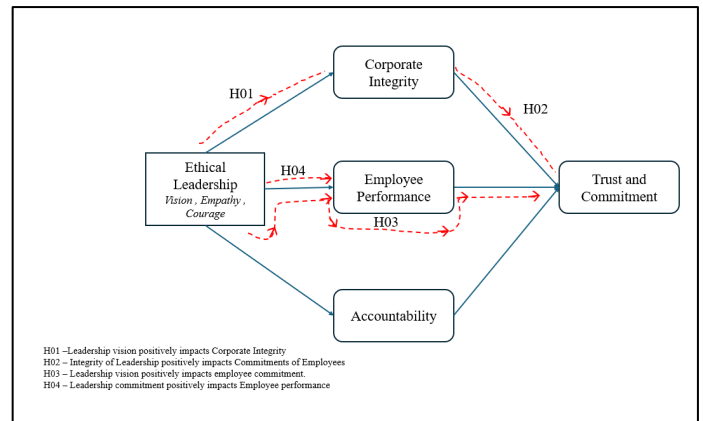 Corporate
Integrity
H01
H02
Ethical
Leadership
Vision , Empathy ,
Courage
H04
Employee
Performance
Trust and
Commitment
H03
Accountability
H01 –Leadership vision positively impacts Corporate Integrity
H02 – Integrity of Leadership positively impacts Commitments of Employees
H03 – Leadership vision positively impacts employee commitment.
H04 – Leadership commitment positively impacts Employee performance